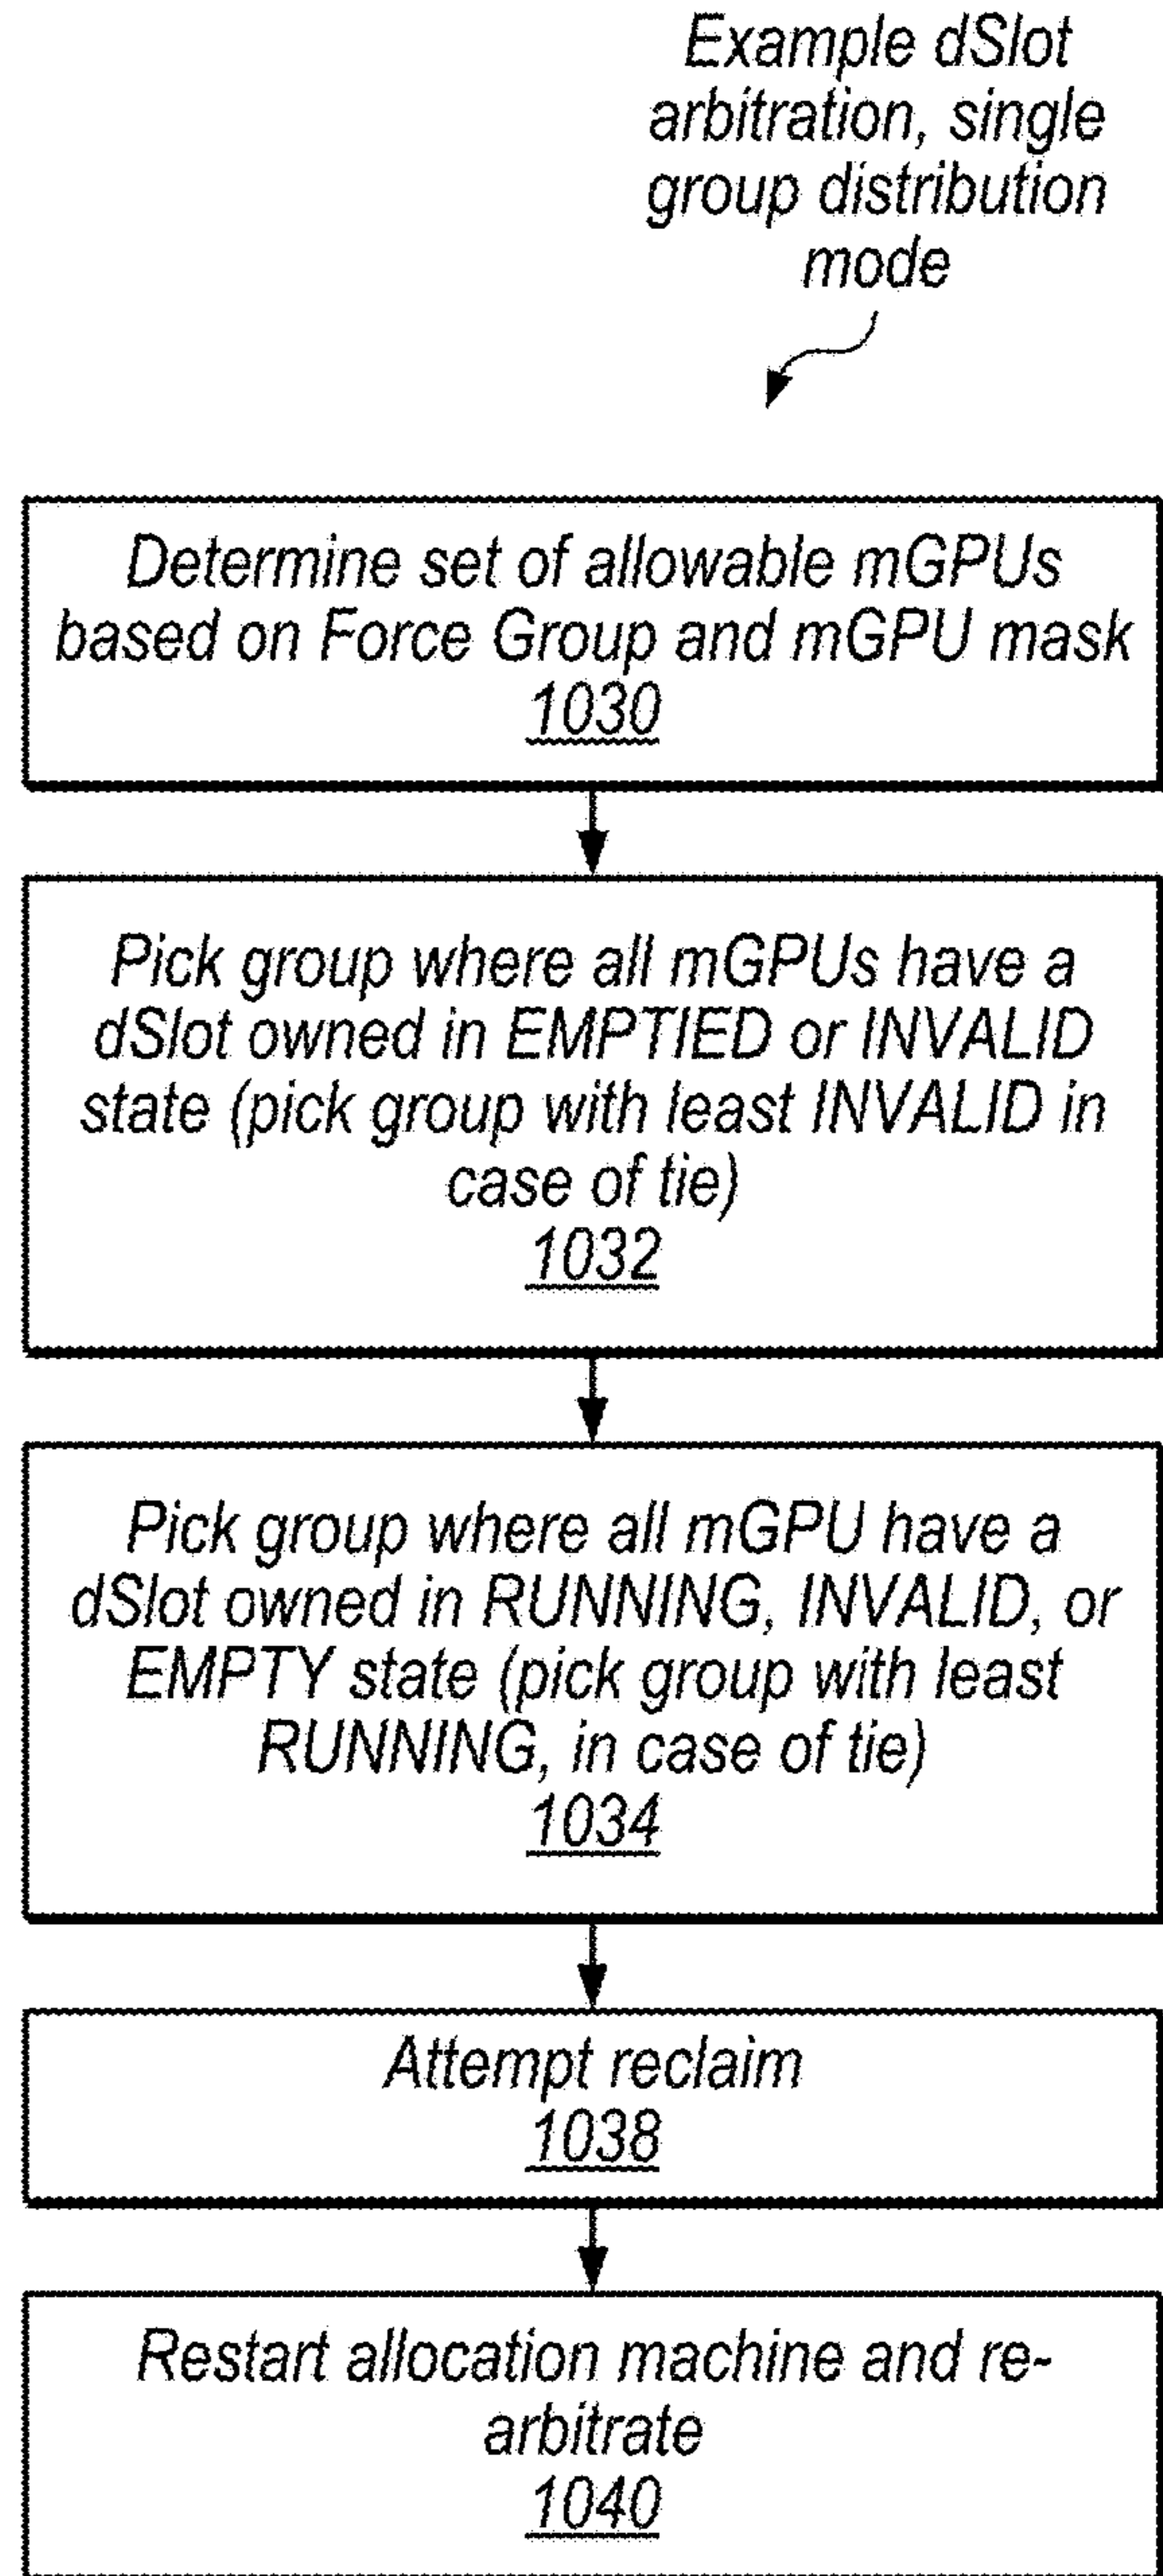 Example dSlot
arbitration, single
group distribution
mode
Determine set of allowable mGPUs
based on Force Group and mGPU mask
1030
Pick group where all mGPUs have a
dSlot owned in EMPTIED or INVALID
state (pick group with least INVALID in
case of tie)
1032
Pick group where all mGPU have a
dSlot owned in RUNNING, INVALID, or
EMPTY state (pick group with least
RUNNING, in case of tie)
1034
Attempt reclaim
1038
Restart allocation machine and re-
arbitrate
1040